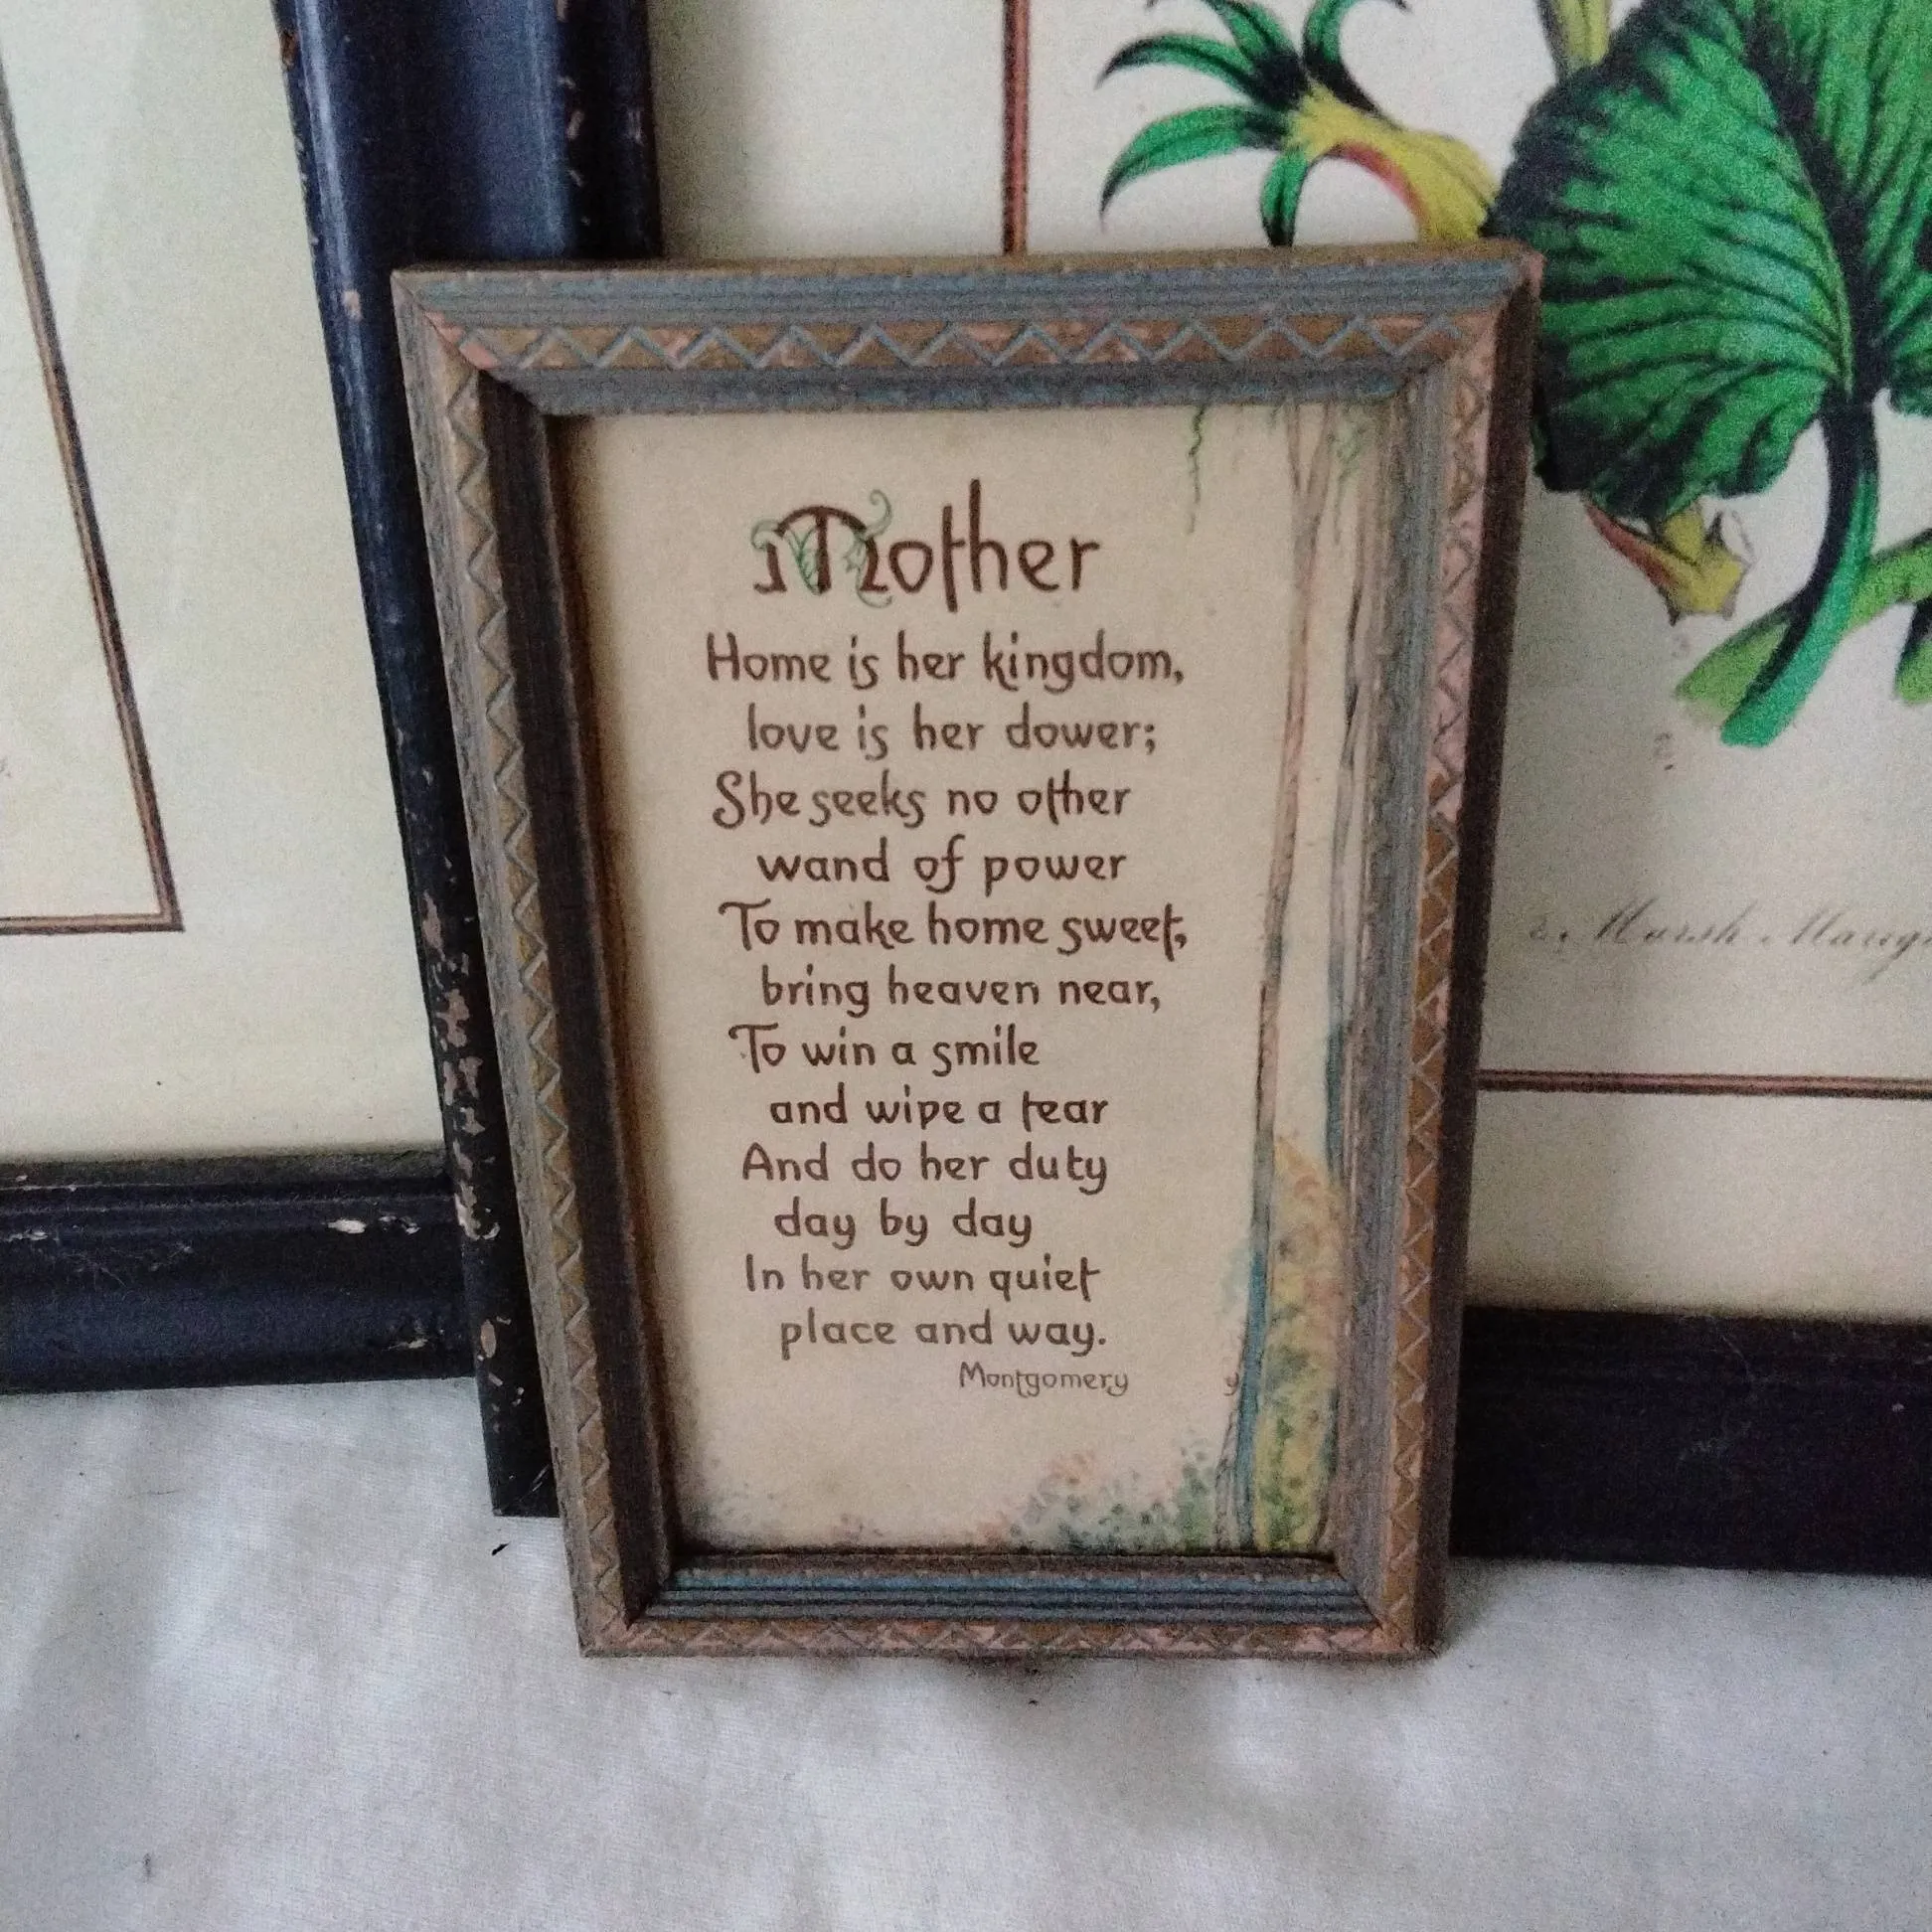 Mother
Home is her kingdom,
love is her dower;
She seeks no other
wand of power
To make home sweet,
bring heaven near,
To win a smile
and wipe a tear
And do her duty
day by day
In her own quiet
place and way.
Montgomery
2, Marsh